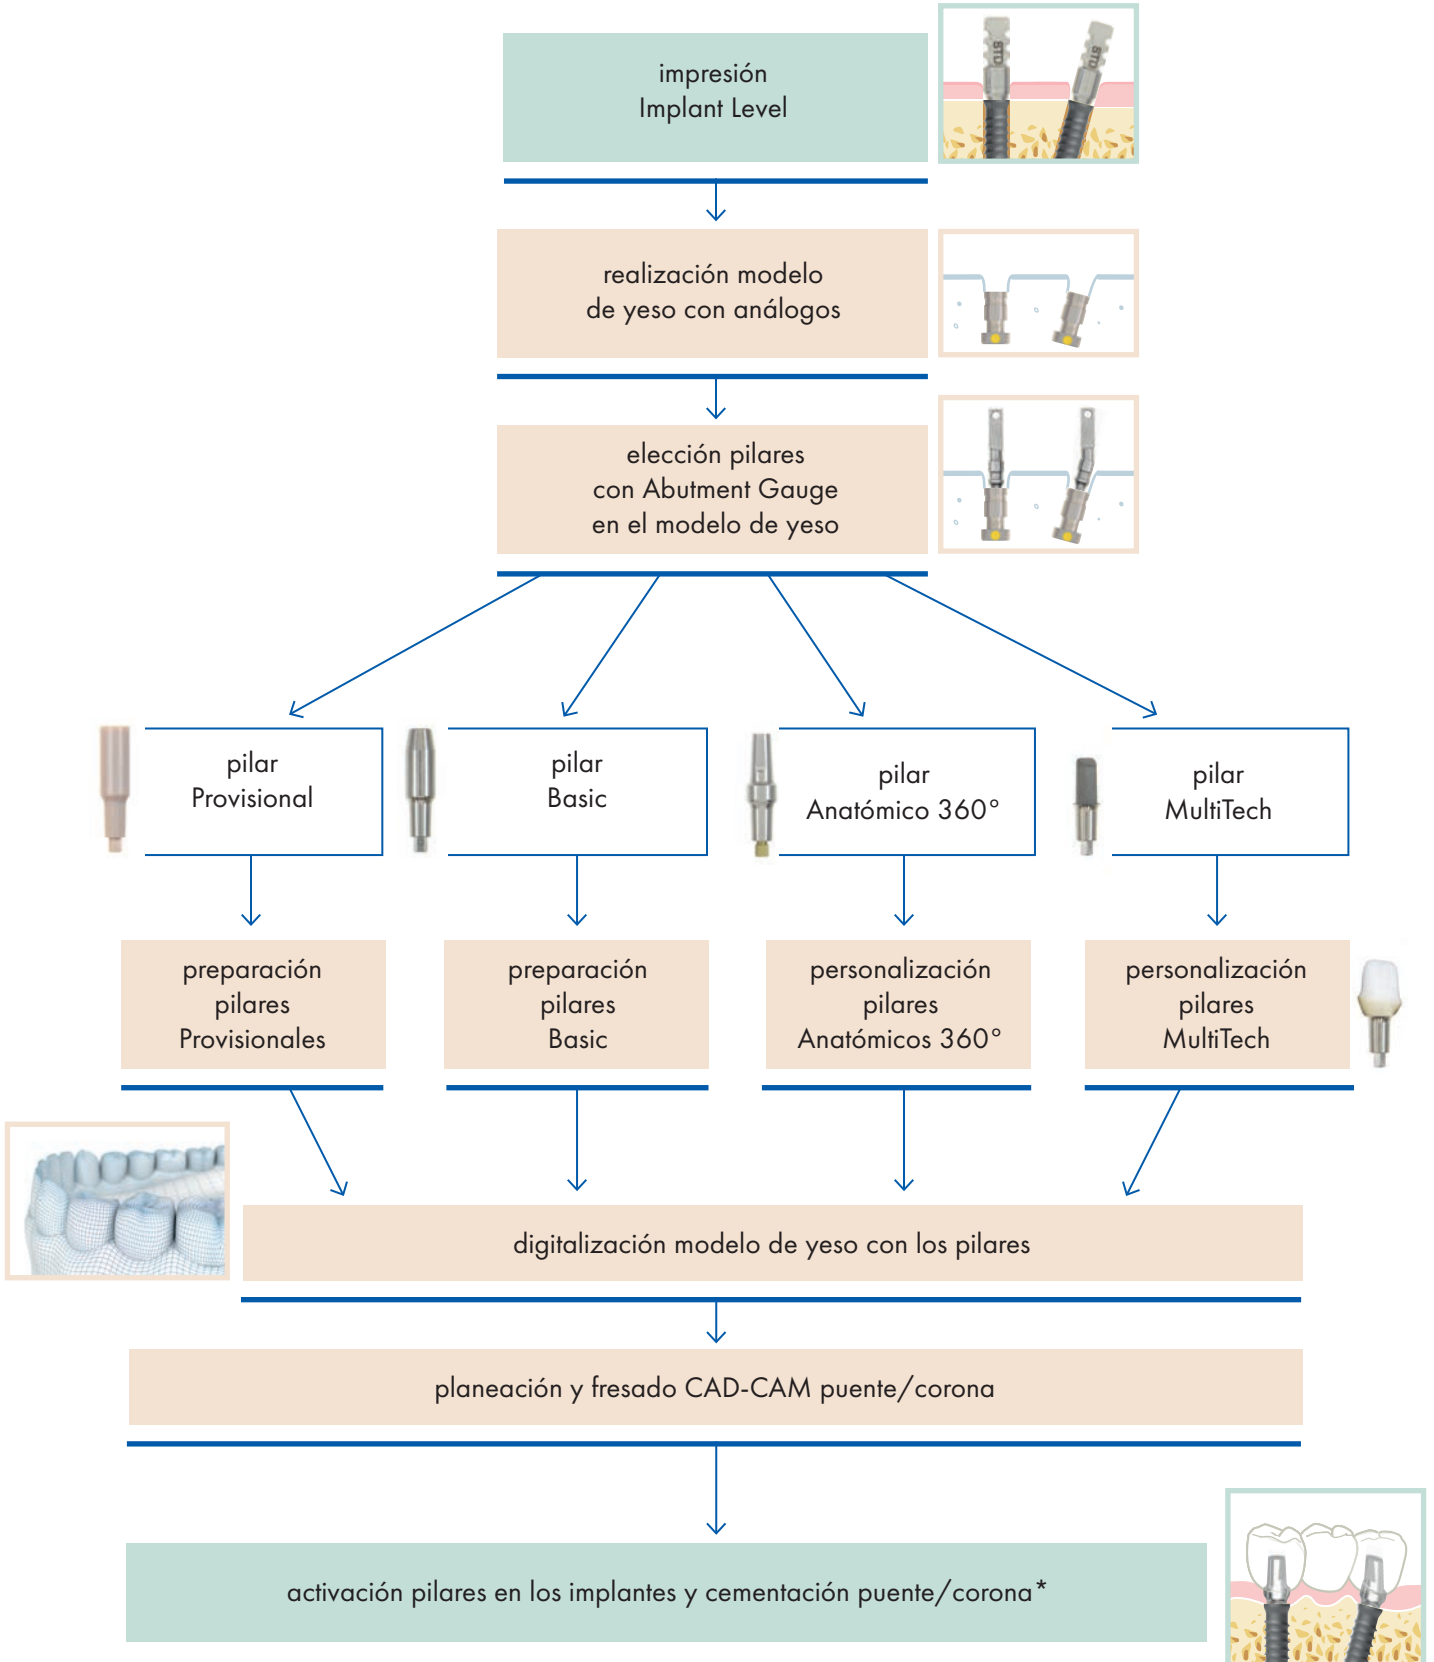 impresión
Implant Level
STD
STD
realización modelo
de yeso con análogos
elección pilares
con Abutment Gauge
en el modelo de yeso
pilar
Provisional
pilar
Basic
pilar
Anatómico 360°
pilar
MultiTech
preparación
pilares
Provisionales
preparación
pilares
Basic
personalización
pilares
Anatómicos 360°
personalización
pilares
MultiTech
digitalización modelo de yeso con los pilares
planeación y fresado CAD-CAM puente/corona
activación pilares en los implantes y cementación puente/corona*